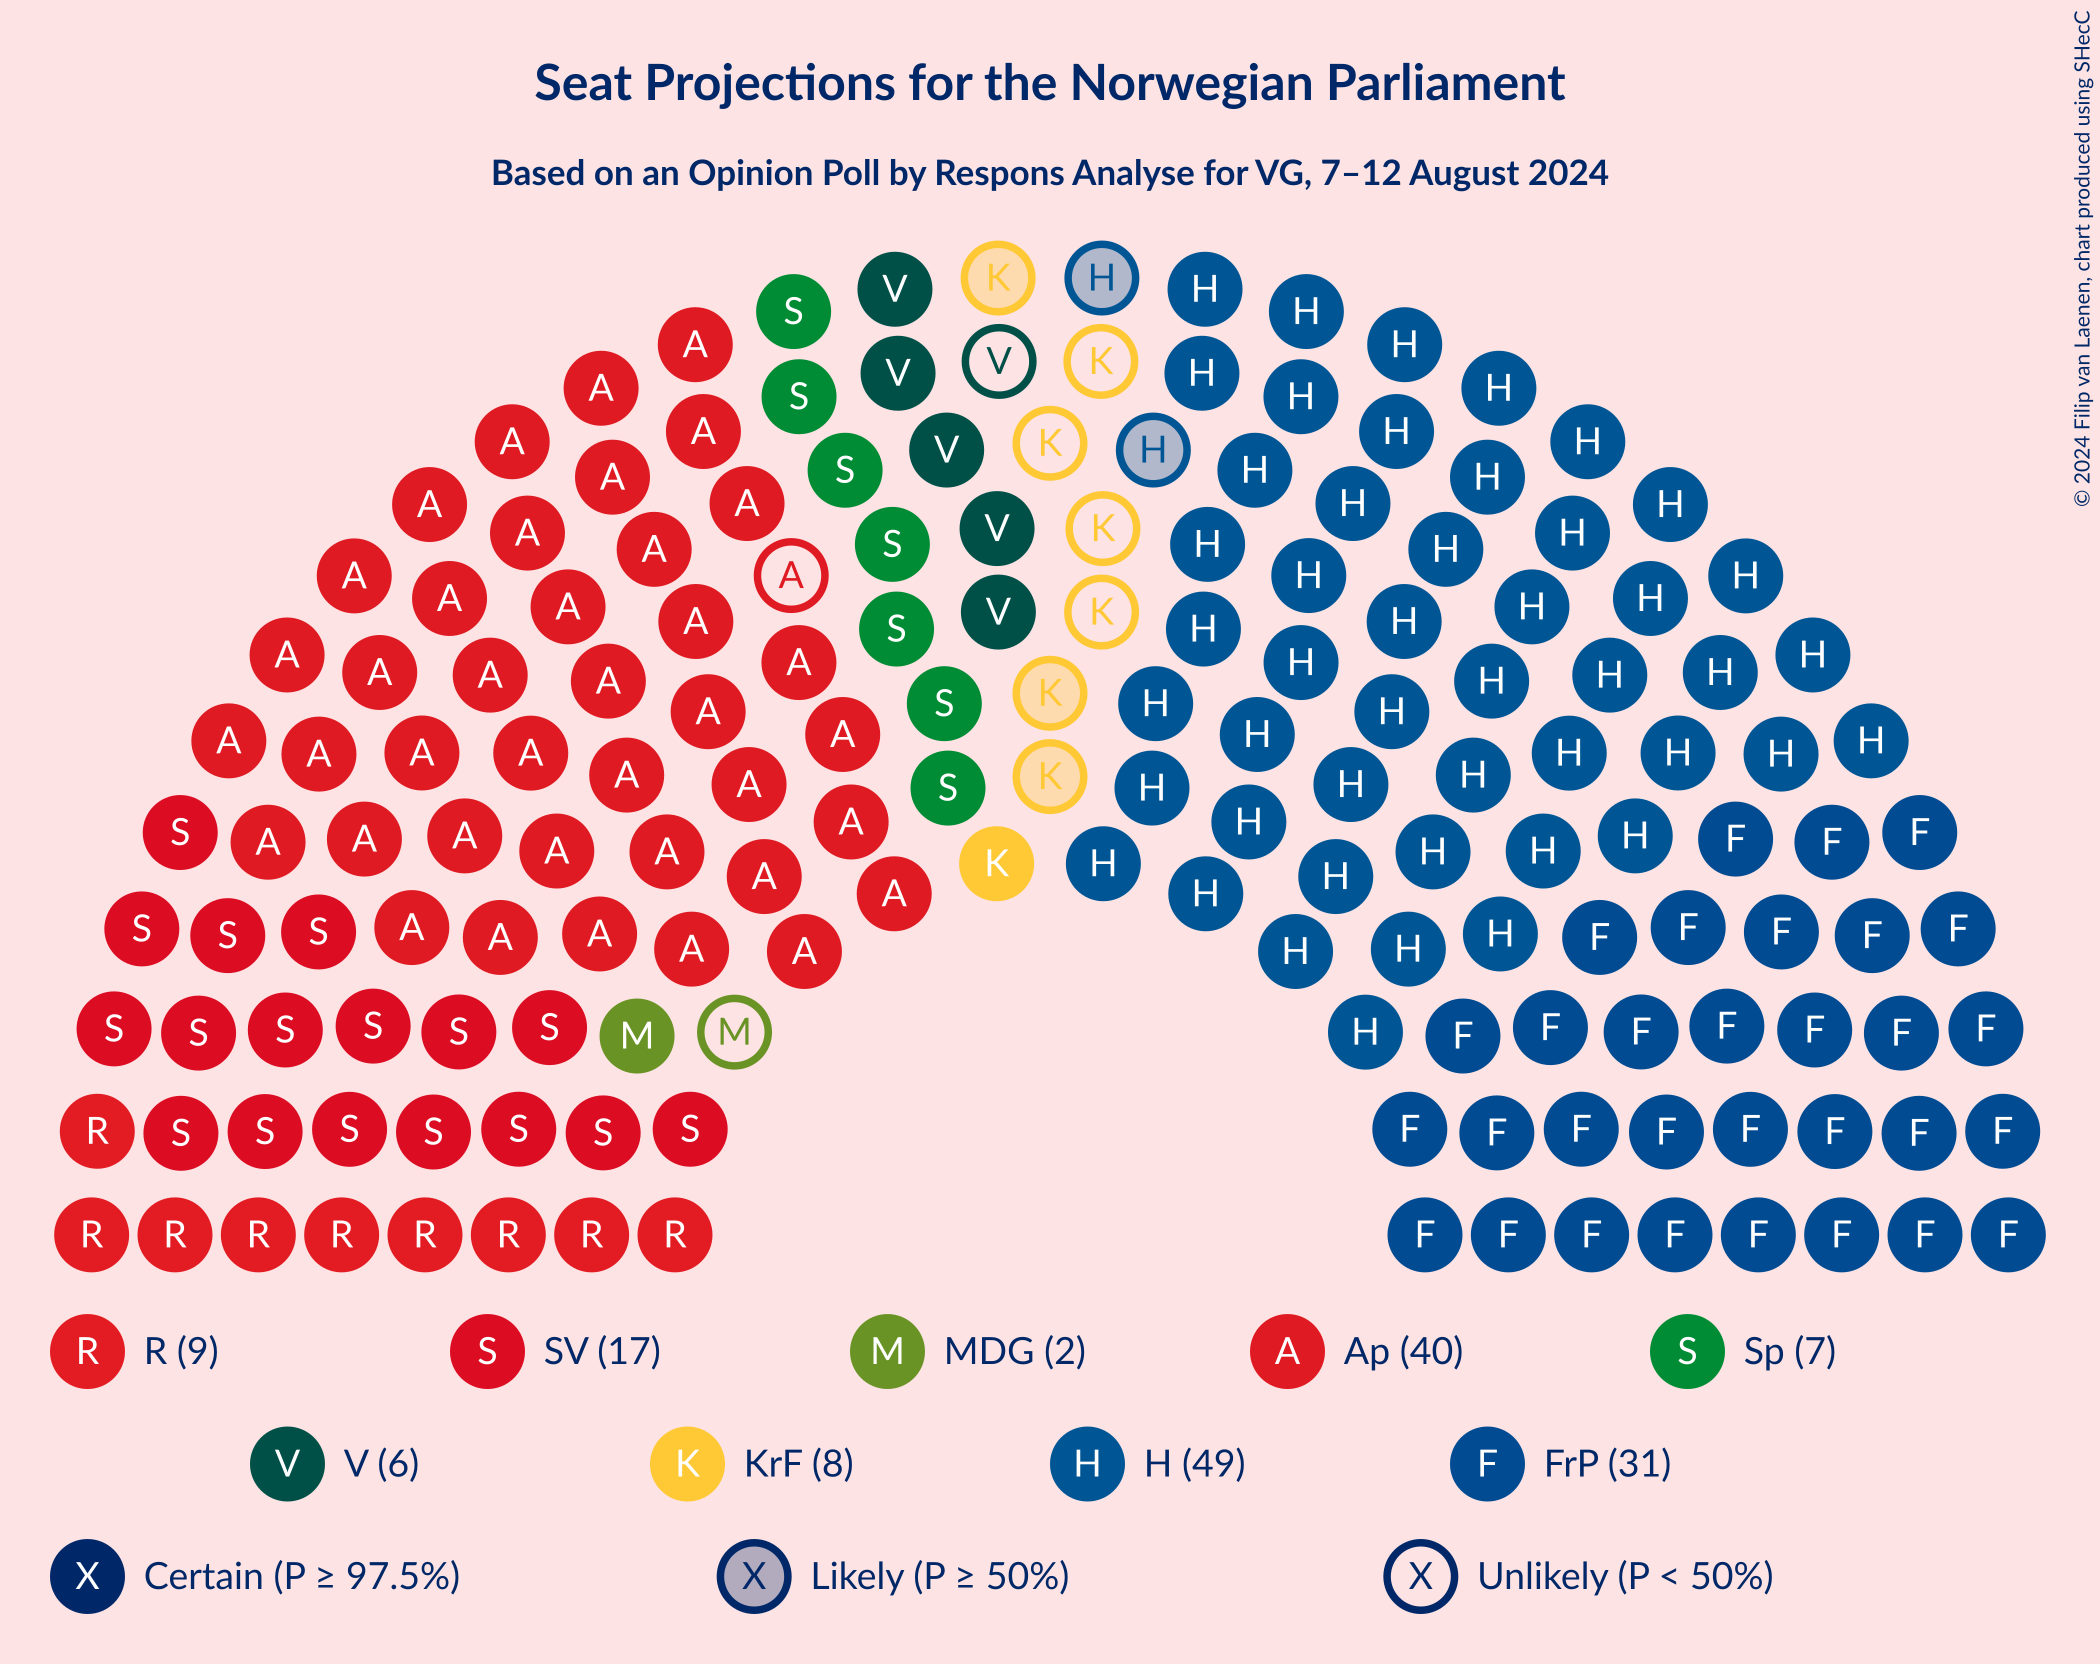 © 2024 Filip van Laenen, chart produced using SHecC
Seat Projections for the Norwegian Parliament
Based on an Opinion Poll by Respons Analyse for VG, 7–12 August 2024
V K H H
S H
A H
V V K H
A H
S H
A H
A V K H H
A S H H
A A H H
A A S V K H H H
A A H H
A A A S V K H H H H
A A H H
A A A A S K H H H H H
A A A A A H H H H H
A A S K H H H
S A A A A A A K H H H H H F F F
A A H H
S S S A A A A A H H H F F F F F
S S S S S S M M H F F F F F F F
R S S S S S S S F F F F F F F F
R R R R R R R R F F F F F F F F
R R (9) S SV (17) M MDG (2) A Ap (40) S Sp (7)
V V (6) K KrF (8) H H (49) F FrP (31)
X Certain (P ≥ 97.5%) X Likely (P ≥ 50%) X Unlikely (P < 50%)